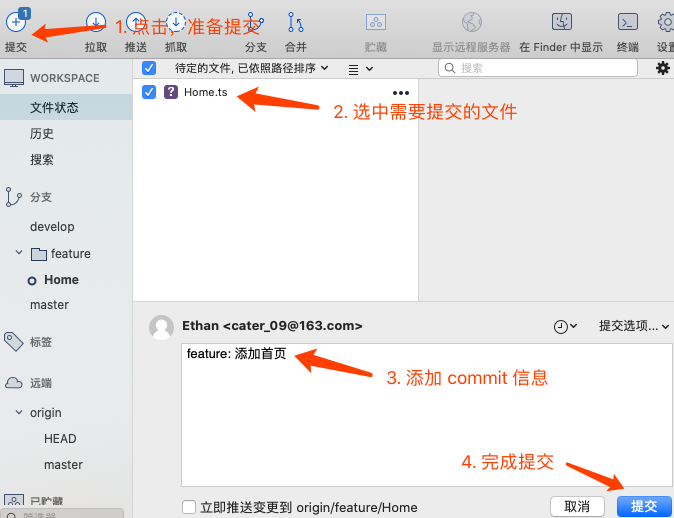 1
1. 点击，准备提交
提交 拉取 推送 抓取 分支 合并 贮藏 显示远程服务器 在 Finder 中显示 终端 设置
WORKSPACE
待定的文件, 已依照路径排序
搜索
文件状态
Home.ts
2. 选中需要提交的文件
历史
搜索
分支
develop
feature
Home
master
Ethan <cater_09@163.com>
提交选项...
标签
feature: 添加首页
3. 添加 commit 信息
远端
origin
HEAD
master
4. 完成提交
已贮藏
立即推送变更到 origin/feature/Home
取消
提交
筛选器